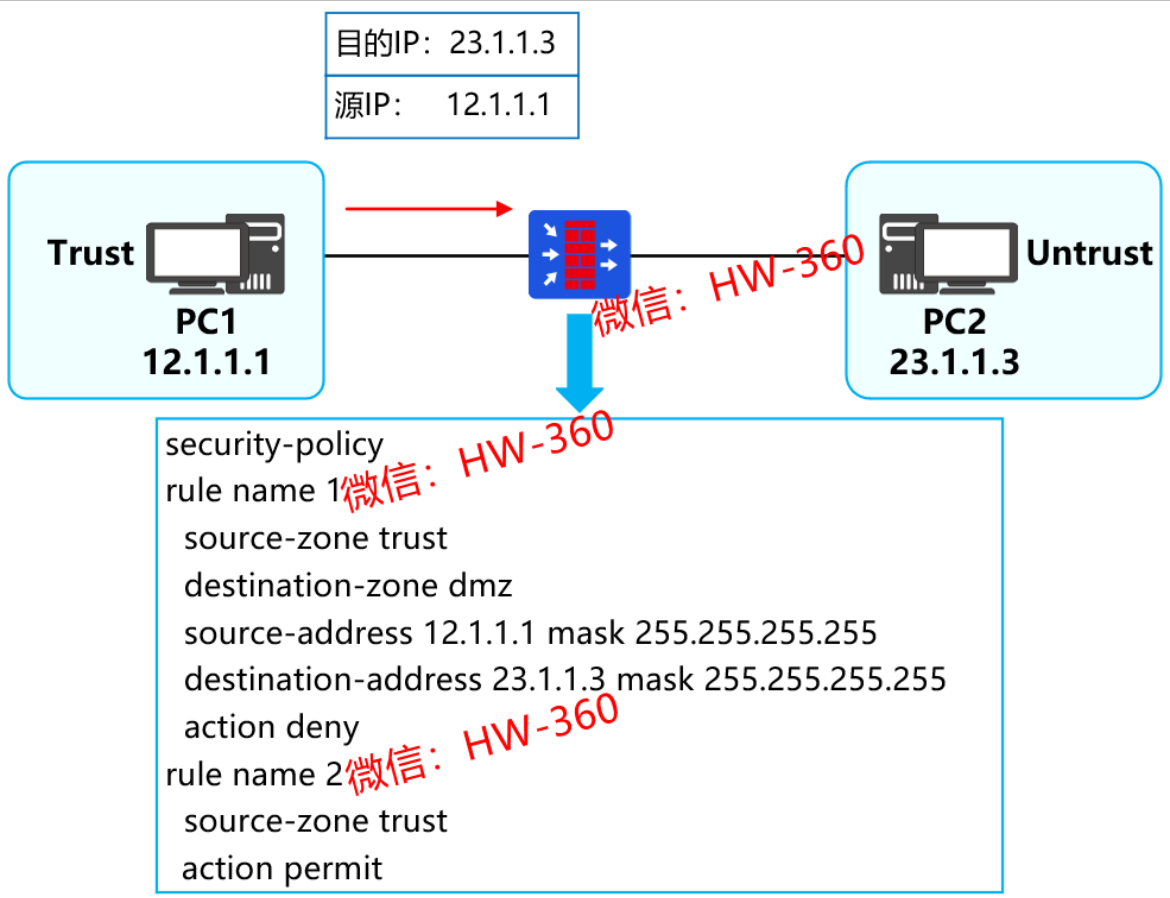 目的IP：23.1.1.3
源IP： 12.1.1.1
Trust
PC1
12.1.1.1
Untrust
PC2
23.1.1.3
微信：HW-360
security-policy
rule name 1
微信：HW-360
source-zone trust
destination-zone dmz
source-address 12.1.1.1 mask 255.255.255.255
destination-address 23.1.1.3 mask 255.255.255.255
action deny
rule name 2
微信：HW-360
source-zone trust
action permit